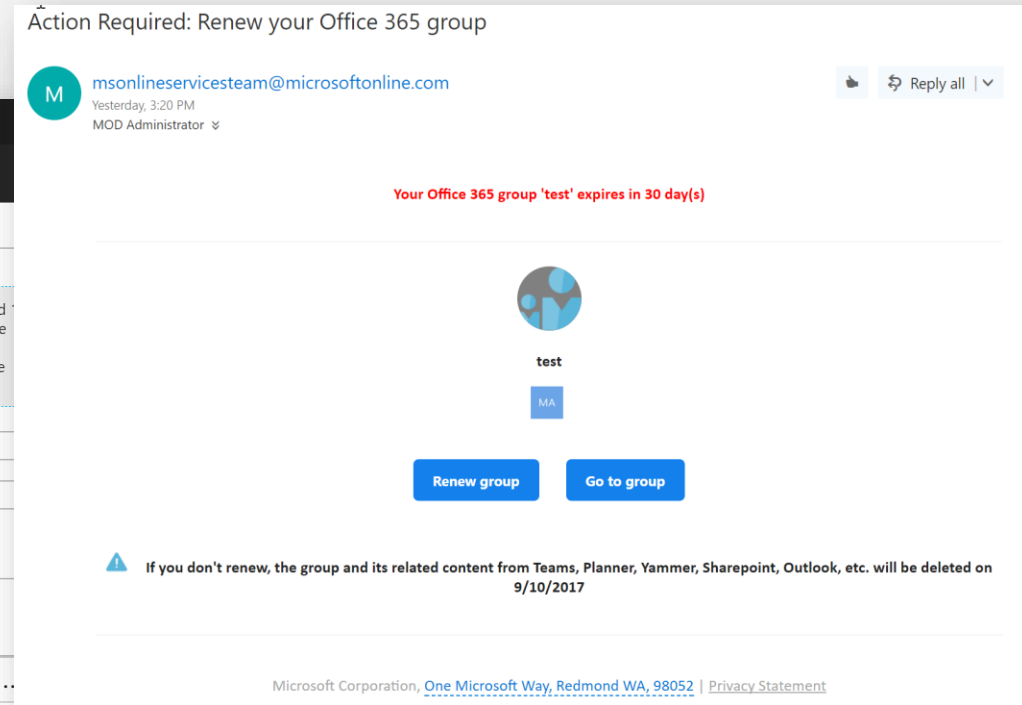 Action Required: Renew your Office 365 group
M
msonlineservicesteam@microsoftonline.com
Yesterday, 3:20 PM
MOD Administrator
Reply all
Your Office 365 group 'test' expires in 30 day(s)
test
MA
Renew group
Go to group
If you don't renew, the group and its related content from Teams, Planner, Yammer, Sharepoint, Outlook, etc. will be deleted on
9/10/2017
Microsoft Corporation, One Microsoft Way, Redmond WA, 98052 | Privacy Statement